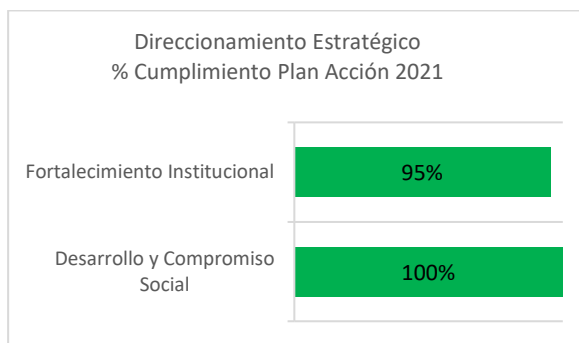 Direccionamiento Estratégico
% Cumplimiento Plan Acción 2021
Fortalecimiento Institucional
95%
Desarrollo y Compromiso
Social
100%